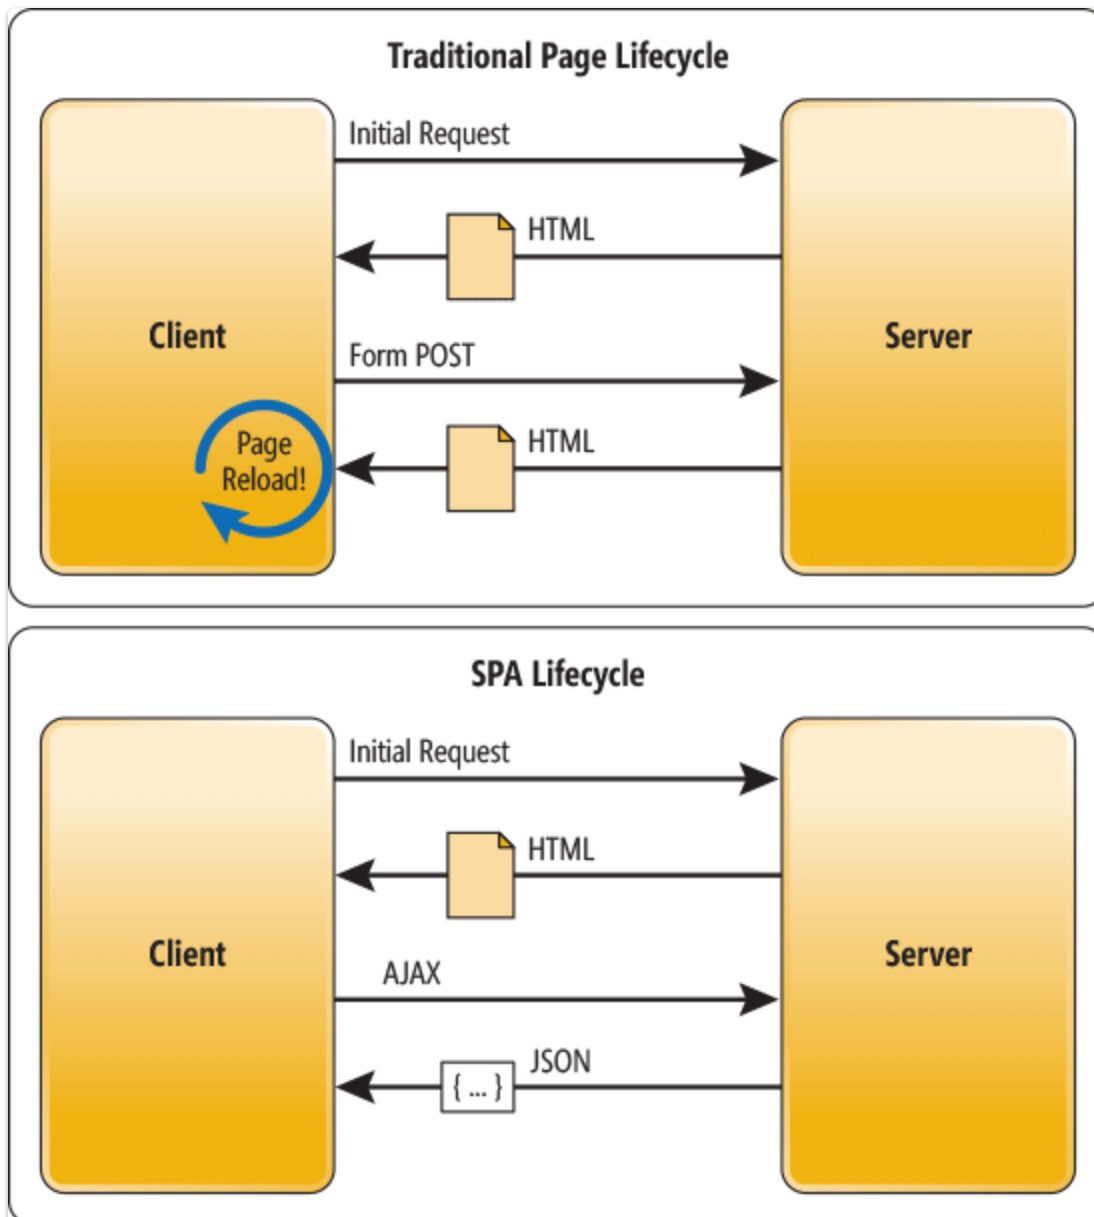 Traditional Page Lifecycle
Initial Request
HTML
Client
Server
Form POST
HTML
Page
Reload!
SPA Lifecycle
Initial Request
HTML
Client
Server
AJAX
JSON
{ ... }